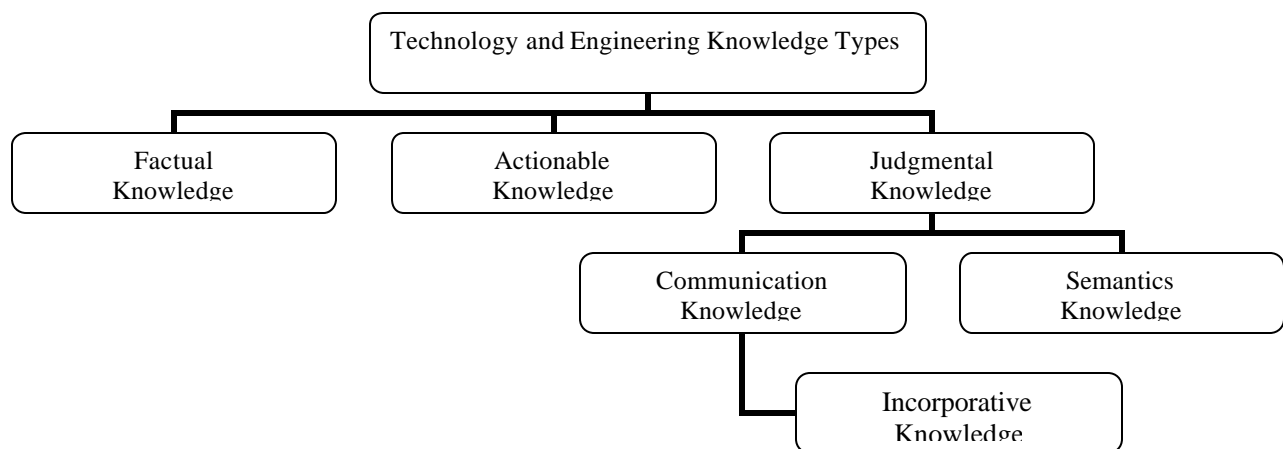 Technology and Engineering Knowledge Types
Factual
Knowledge
Actionable
Knowledge
Judgmental
Knowledge
Communication
Knowledge
Semantics
Knowledge
Incorporative
Knowledge